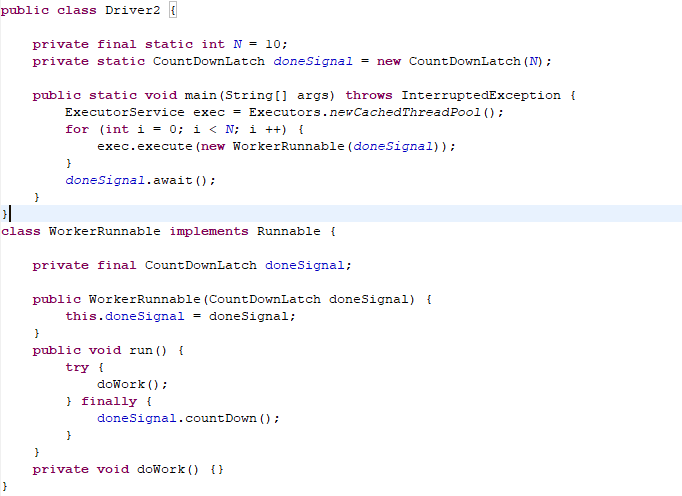 public class Driver2 {
    private final static int N = 10;
    private static CountDownLatch doneSignal = new CountDownLatch(N);
    public static void main(String[] args) throws InterruptedException {
        ExecutorService exec = Executors.newCachedThreadPool();
        for (int i = 0; i < N; i ++) {
            exec.execute(new WorkerRunnable(doneSignal));
        }
        doneSignal.await();
    }
}
class WorkerRunnable implements Runnable {
    private final CountDownLatch doneSignal;
    public WorkerRunnable(CountDownLatch doneSignal) {
        this.doneSignal = doneSignal;
    }
    public void run() {
        try {
            doWork();
        } finally {
            doneSignal.countDown();
        }
    }
    private void doWork() {}
}